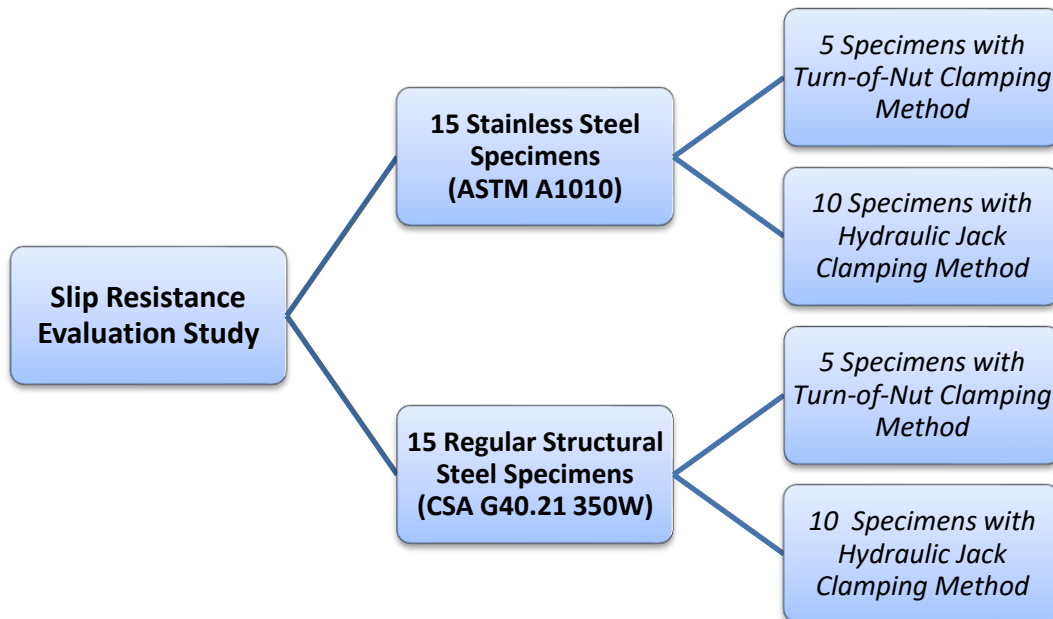 Slip Resistance
Evaluation Study
15 Stainless Steel
Specimens
(ASTM A1010)
5 Specimens with
Turn-of-Nut Clamping
Method
10 Specimens with
Hydraulic Jack
Clamping Method
15 Regular Structural
Steel Specimens
(CSA G40.21 350W)
5 Specimens with
Turn-of-Nut Clamping
Method
10  Specimens with
Hydraulic Jack
Clamping Method